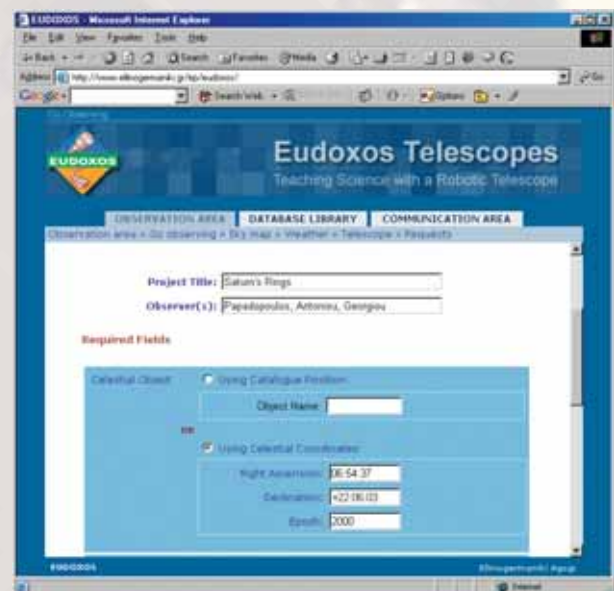 EUDOXOS - Microsoft Internet Explorer
File Edit View Favorites Tools Help
Back Search Favorites Media
Address http://www.ellinogermaniki.gr/ep/eudoxos/ Go
Google Search Web Options
Go Observing
EUDOXOS
Eudoxos Telescopes
Teaching Science with a Robotic Telescope
OBSERVATION AREA DATABASE LIBRARY COMMUNICATION AREA
Observation area > Go observing > Sky map > Weather > Telescope > Requests
Project Title: Saturn's Rings
Observer(s): Papadopoulos, Antoniou, Georgiou
Required Fields
Celestial Object: Using Catalogue Position:
Object Name:
OR
Using Celestial Coordinates:
Right Ascension: 06:54:37
Declination: +22:06:03
Epoch: 2000
EUDOXOS Ellinogermaniki Agogi
Internet